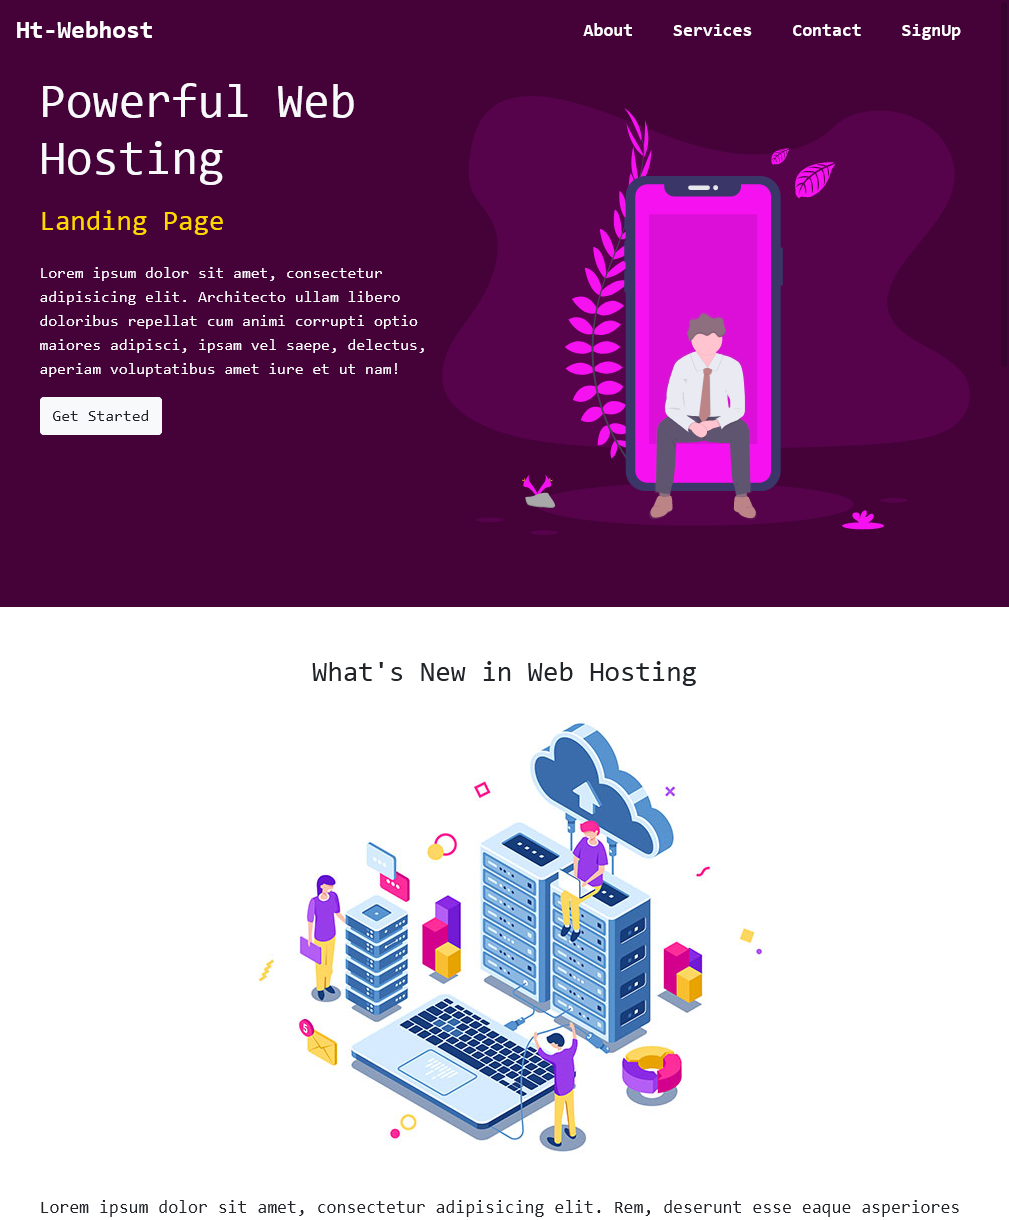 Ht-Webhost
About Services Contact SignUp
Powerful Web
Hosting
Landing Page
Lorem ipsum dolor sit amet, consectetur
adipisicing elit. Architecto ullam libero
doloribus repellat cum animi corrupti optio
maiores adipisci, ipsam vel saepe, delectus,
aperiam voluptatibus amet iure et ut nam!
Get Started
What's New in Web Hosting
5
Lorem ipsum dolor sit amet, consectetur adipisicing elit. Rem, deserunt esse eaque asperiores